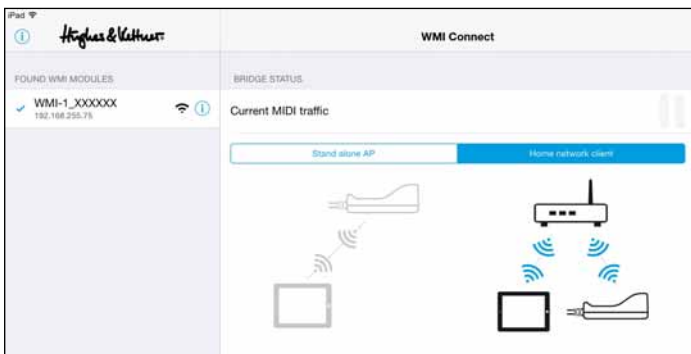 iPad
Hughes & Kettner
WMI Connect
FOUND WMI MODULES
WMI-1_XXXXXX
192.168.255.75
BRIDGE STATUS
Current MIDI traffic
Stand alone AP
Home network client